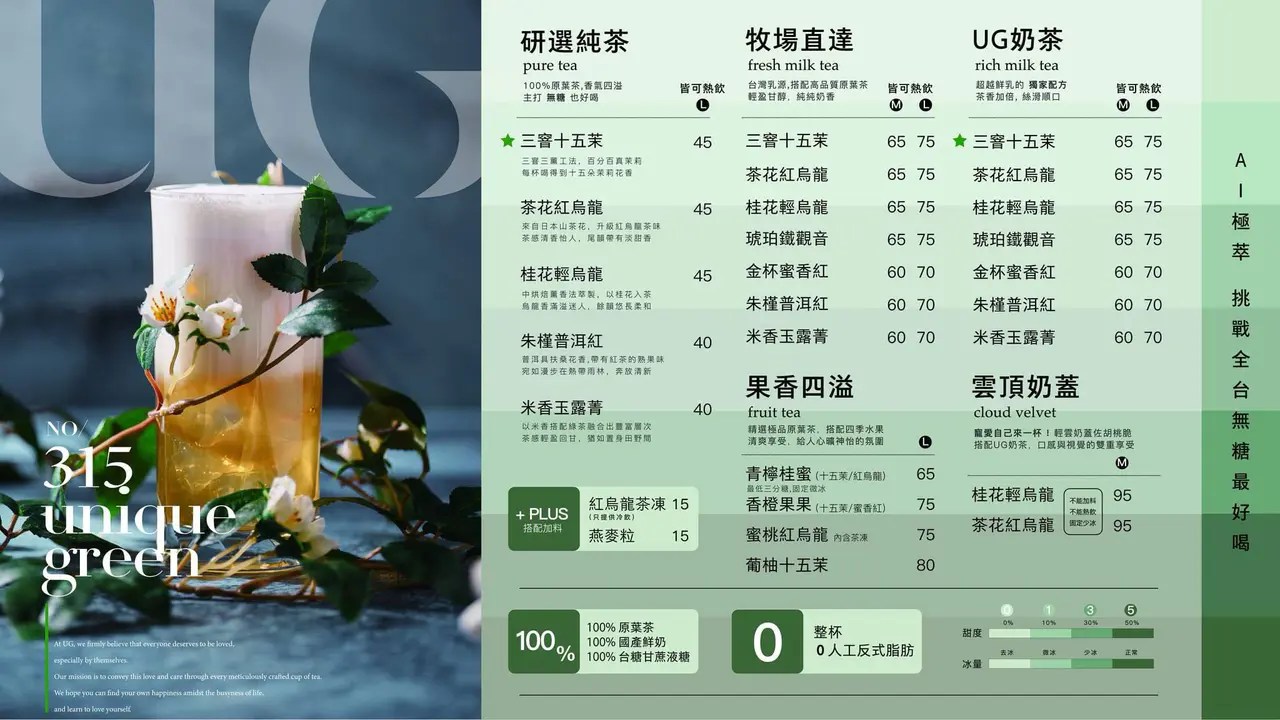 UG
NO/
315
unique
green
At UG, we firmly believe that everyone deserves to be loved,
especially by themselves.
Our mission is to convey this love and care through every meticulously crafted cup of tea.
We hope you can find your own happiness amidst the busyness of life,
and learn to love yourself.
研選純茶
pure tea
100%原葉茶,香氣四溢
主打 無糖 也好喝
皆可熱飲
L
三窨十五茉 45
三窨三薰工法，百分百真茉莉
每杯喝得到十五朵茉莉花香
茶花紅烏龍 45
來自日本山茶花，升級紅烏龍茶味
茶感清香怡人，尾韻帶有淡甜香
桂花輕烏龍 45
中烘焙薰香法萃製，以桂花入茶
烏龍香滿溢迷人，餘韻悠長柔和
朱槿普洱紅 40
普洱具扶桑花香,帶有紅茶的熟果味
宛如漫步在熱帶雨林，奔放清新
米香玉露菁 40
以米香搭配綠茶融合出豐富層次
茶感輕盈回甘，猶如置身田野間
+ PLUS
搭配加料
紅烏龍茶凍 15
(只提供冷飲)
燕麥粒 15
牧場直達
fresh milk tea
台灣乳源,搭配高品質原葉茶
輕盈甘醇，純純奶香
皆可熱飲
M L
三窨十五茉 65 75
茶花紅烏龍 65 75
桂花輕烏龍 65 75
琥珀鐵觀音 65 75
金杯蜜香紅 60 70
朱槿普洱紅 60 70
米香玉露菁 60 70
果香四溢
fruit tea
精選極品原葉茶，搭配四季水果
清爽享受，給人心曠神怡的氛圍
L
青檸桂蜜 (十五茉/紅烏龍) 65
最低三分糖,固定微冰
香橙果果 (十五茉/蜜香紅) 75
蜜桃紅烏龍 內含茶凍 75
葡柚十五茉 80
UG奶茶
rich milk tea
超越鮮乳的 獨家配方
茶香加倍, 絲滑順口
皆可熱飲
M L
三窨十五茉 65 75
茶花紅烏龍 65 75
桂花輕烏龍 65 75
琥珀鐵觀音 65 75
金杯蜜香紅 60 70
朱槿普洱紅 60 70
米香玉露菁 60 70
雲頂奶蓋
cloud velvet
寵愛自己來一杯！輕雲奶蓋佐胡桃脆
搭配UG奶茶，口感與視覺的雙重享受
M
桂花輕烏龍 95
茶花紅烏龍 95
不能加料
不能熱飲
固定少冰
100%
100% 原葉茶
100% 國產鮮奶
100% 台糖甘蔗液糖
0
整杯
0 人工反式脂肪
0 1 3 5
0% 10% 30% 50%
甜度
去冰 微冰 少冰 正常
冰量
AI極萃 挑戰全台無糖最好喝